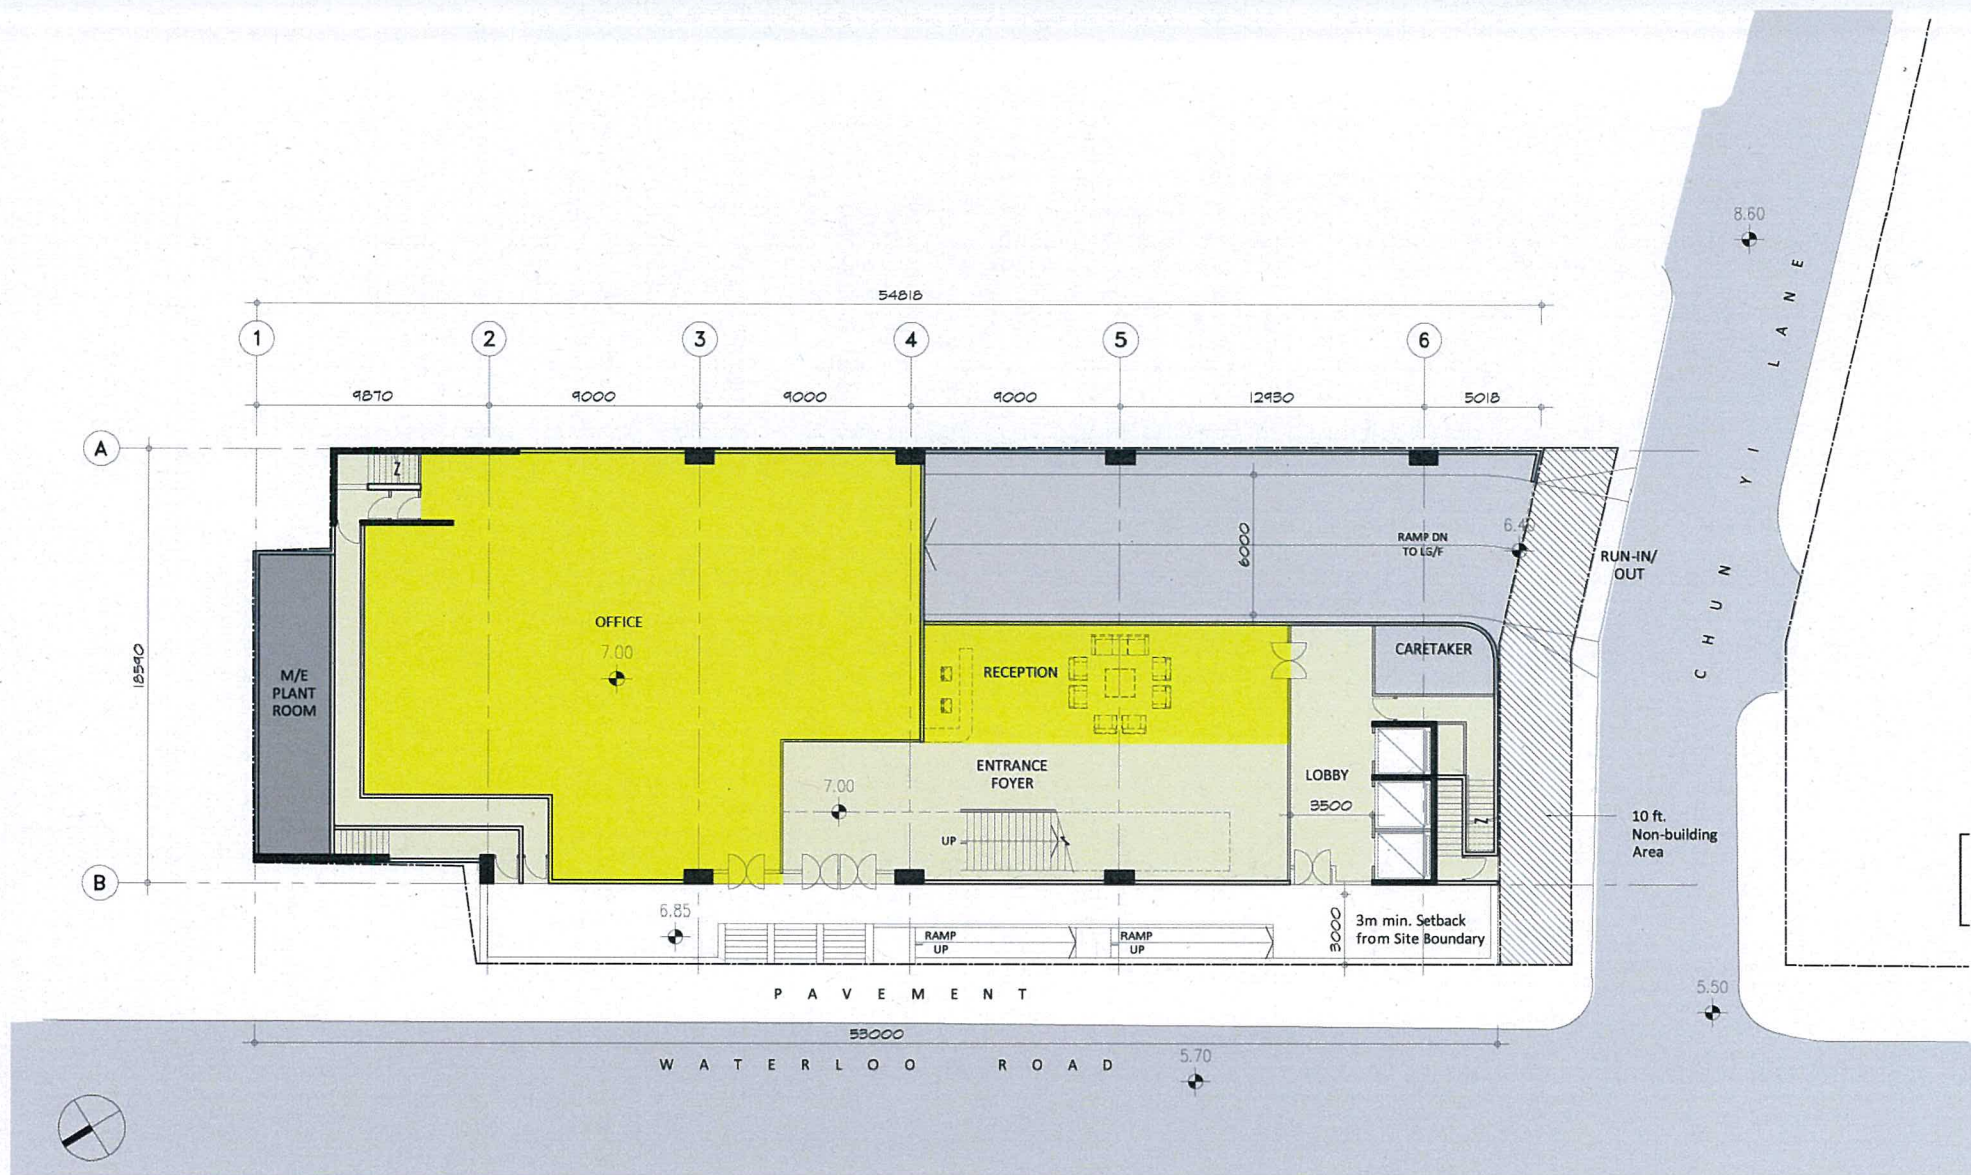 8.60
54818
1
2
3
4
5
6
9870
9000
9000
9000
12930
5018
A
RAMP DN
TO LG/F
6000
RUN-IN/
OUT
CHUN YI LANE
OFFICE
7.00
RECEPTION
CARETAKER
18590
M/E
PLANT
ROOM
ENTRANCE
FOYER
7.00
LOBBY
3500
UP
10 ft.
Non-building
Area
B
6.85
RAMP
UP
RAMP
UP
3000
3m min. Setback
from Site Boundary
PAVEMENT
5.50
53000
WATERLOO ROAD
5.70